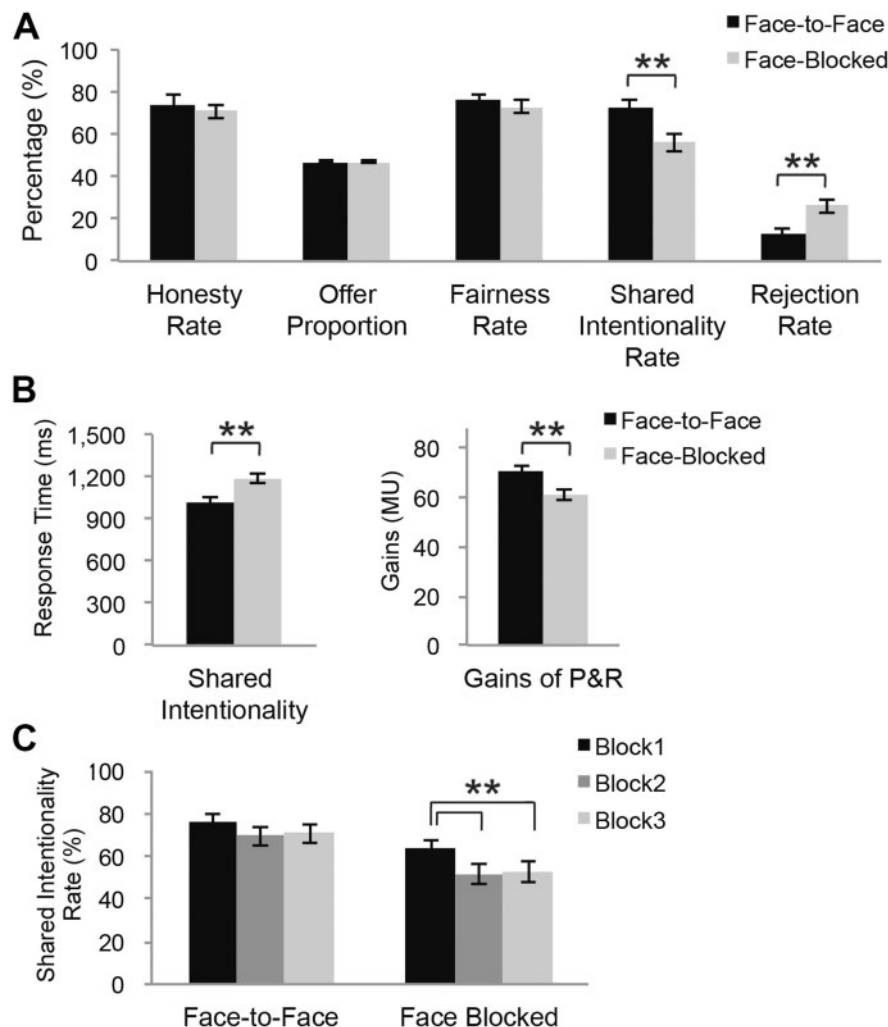 A
Percentage (%)
100
80
60
40
20
0
**
**
Face-to-Face
Face-Blocked
Honesty
Rate
Offer
Proportion
Fairness
Rate
Shared
Intentionality
Rate
Rejection
Rate
B
Response Time (ms)
1,500
1,200
900
600
300
0
**
Shared
Intentionality
Gains (MU)
80
60
40
20
0
**
Gains of P&R
Face-to-Face
Face-Blocked
C
Shared Intentionality
Rate (%)
100
80
60
40
20
0
**
Block1
Block2
Block3
Face-to-Face
Face Blocked